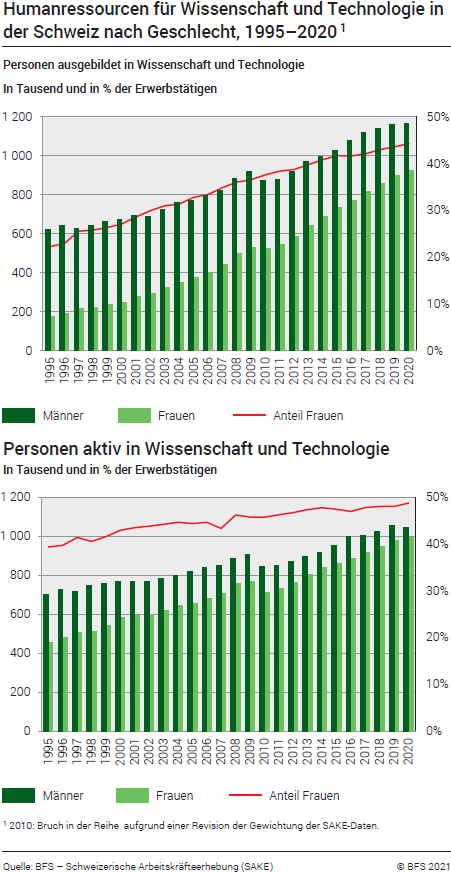 Humanressourcen für Wissenschaft und Technologie in
der Schweiz nach Geschlecht, 1995–2020 ¹
Personen ausgebildet in Wissenschaft und Technologie
In Tausend und in % der Erwerbstätigen
1 200 50%
1 000 40%
800
30%
600
20%
400
200 10%
0 0%
1995 1996 1997 1998 1999 2000 2001 2002 2003 2004 2005 2006 2007 2008 2009 2010 2011 2012 2013 2014 2015 2016 2017 2018 2019 2020
Männer Frauen Anteil Frauen
Personen aktiv in Wissenschaft und Technologie
In Tausend und in % der Erwerbstätigen
1 200 50%
1 000 40%
800
30%
600
20%
400
200 10%
0 0%
1995 1996 1997 1998 1999 2000 2001 2002 2003 2004 2005 2006 2007 2008 2009 2010 2011 2012 2013 2014 2015 2016 2017 2018 2019 2020
Männer Frauen Anteil Frauen
¹ 2010: Bruch in der Reihe aufgrund einer Revision der Gewichtung der SAKE-Daten.
Quelle: BFS – Schweizerische Arbeitskräfteerhebung (SAKE) © BFS 2021